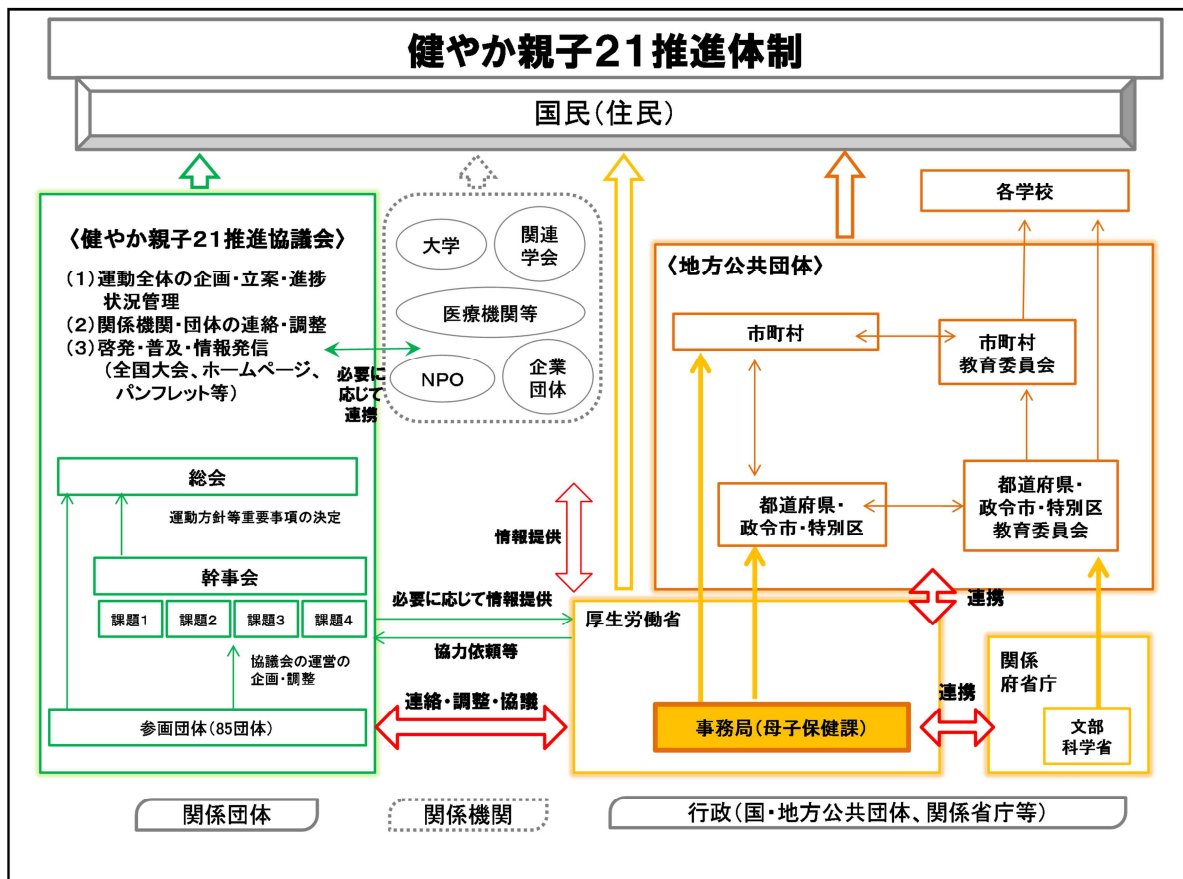 健やか親子21推進体制
国民(住民)
〈健やか親子21推進協議会〉
(1)運動全体の企画・立案・進捗
状況管理
(2)関係機関・団体の連絡・調整
(3)啓発・普及・情報発信
(全国大会、ホームページ、
パンフレット等)
総会
運動方針等重要事項の決定
幹事会
課題1
課題2
課題3
課題4
協議会の運営の
企画・調整
参画団体(85団体)
必要に
応じて
連携
大学
関連
学会
医療機関等
NPO
企業
団体
情報提供
必要に応じて情報提供
協力依頼等
連絡・調整・協議
各学校
〈地方公共団体〉
市町村
市町村
教育委員会
都道府県・
政令市・特別区
都道府県・
政令市・特別区
教育委員会
連携
厚生労働省
事務局(母子保健課)
連携
関係
府省庁
文部
科学省
関係団体
関係機関
行政(国・地方公共団体、関係省庁等)